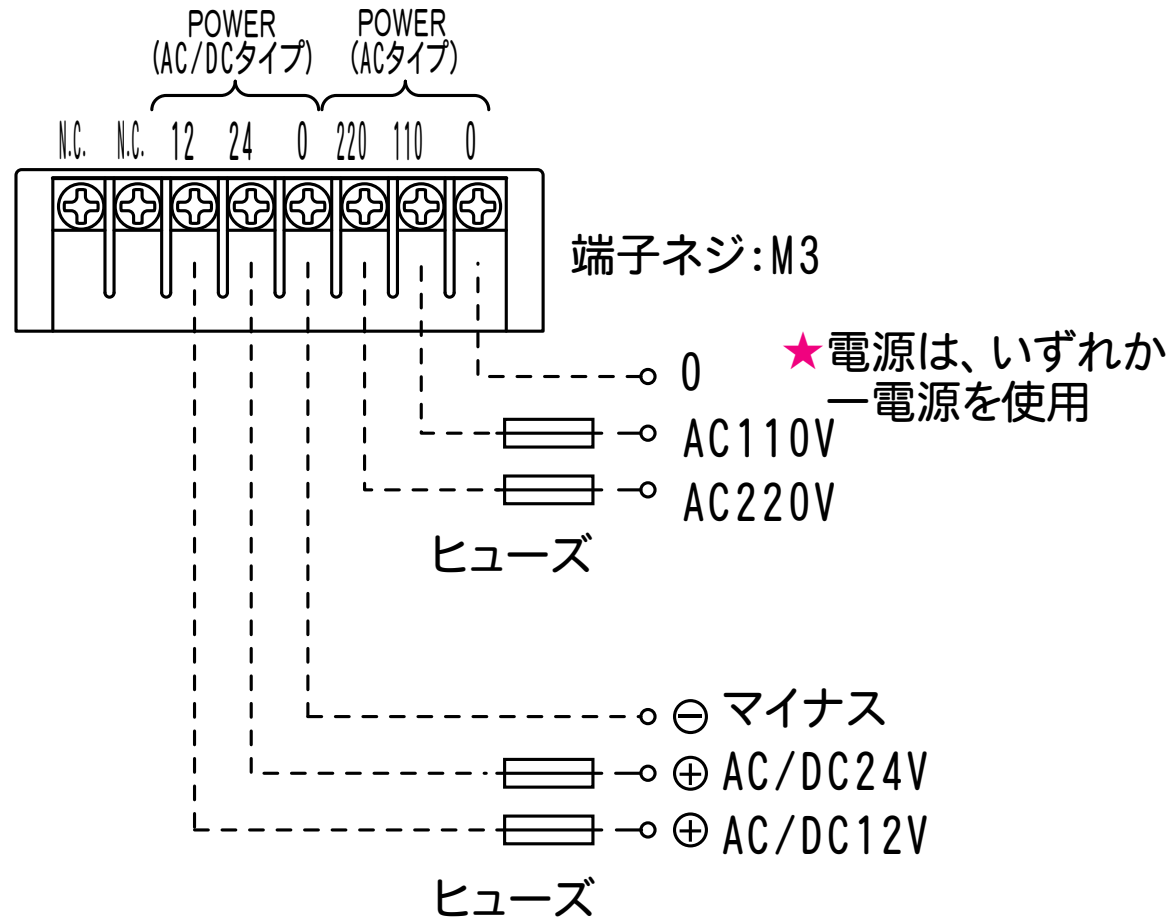 POWER
(AC/DCタイプ)
POWER
(ACタイプ)
N.C. N.C. 12 24 0 220 110 0
端子ネジ:M3
★電源は、いずれか
一電源を使用
0
AC110V
AC220V
ヒューズ
⊖ マイナス
⊕ AC/DC24V
⊕ AC/DC12V
ヒューズ